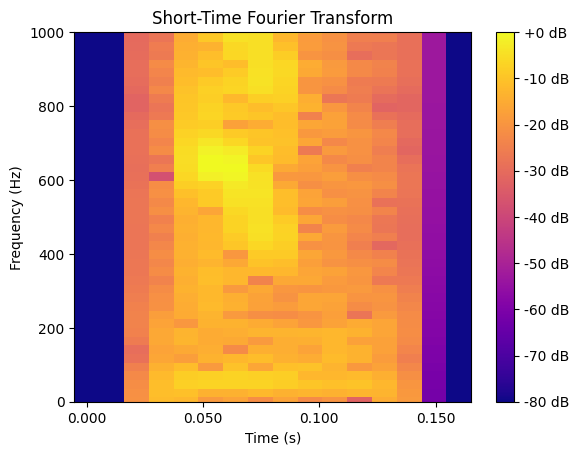 Short-Time Fourier Transform
1000
800
600
400
200
0
Frequency (Hz)
0.000
0.050
0.100
0.150
Time (s)
+0 dB
-10 dB
-20 dB
-30 dB
-40 dB
-50 dB
-60 dB
-70 dB
-80 dB